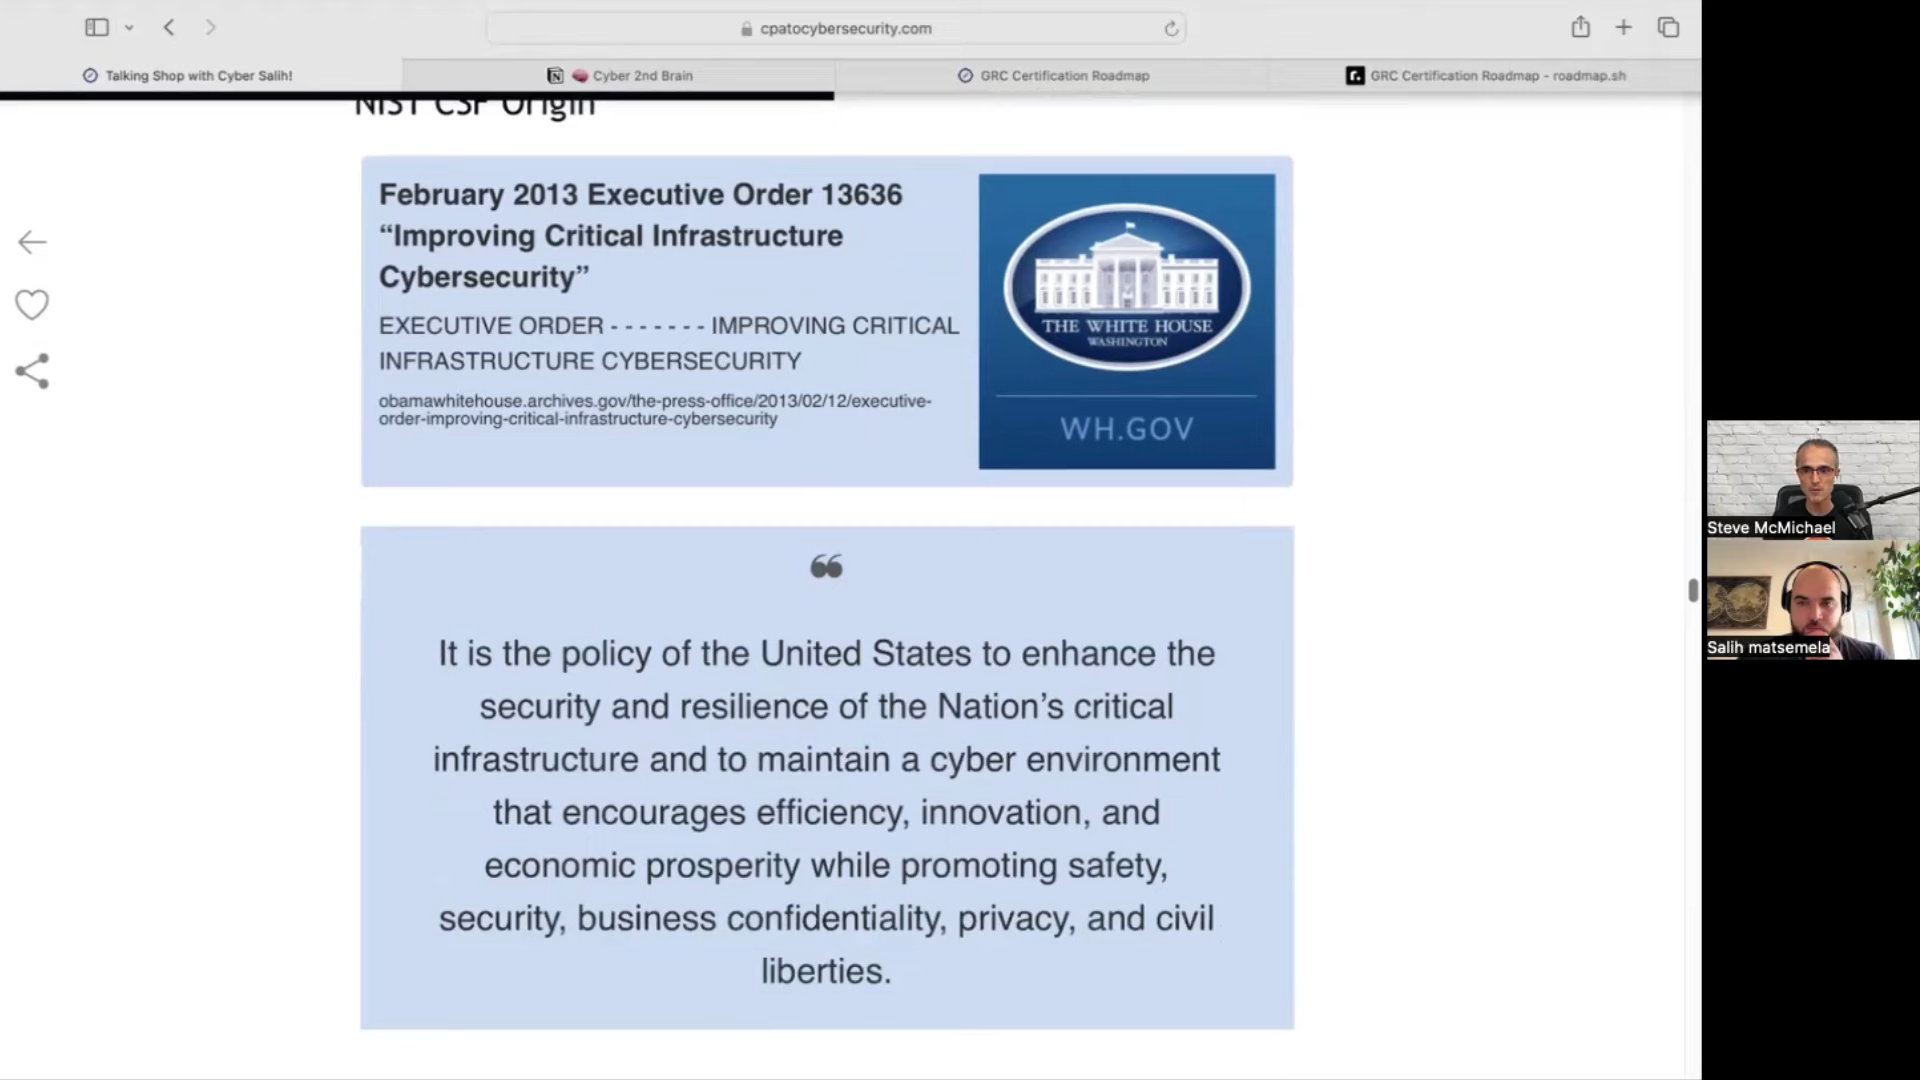 cpatocybersecurity.com
Talking Shop with Cyber Salih!
Cyber 2nd Brain
GRC Certification Roadmap
GRC Certification Roadmap - roadmap.sh
NIST CSF Origin
February 2013 Executive Order 13636
“Improving Critical Infrastructure
Cybersecurity”
EXECUTIVE ORDER - - - - - - - IMPROVING CRITICAL
INFRASTRUCTURE CYBERSECURITY
obamawhitehouse.archives.gov/the-press-office/2013/02/12/executive-
order-improving-critical-infrastructure-cybersecurity
THE WHITE HOUSE
WASHINGTON
WH.GOV
“
It is the policy of the United States to enhance the
security and resilience of the Nation’s critical
infrastructure and to maintain a cyber environment
that encourages efficiency, innovation, and
economic prosperity while promoting safety,
security, business confidentiality, privacy, and civil
liberties.
Steve McMichael
Salih matsemela